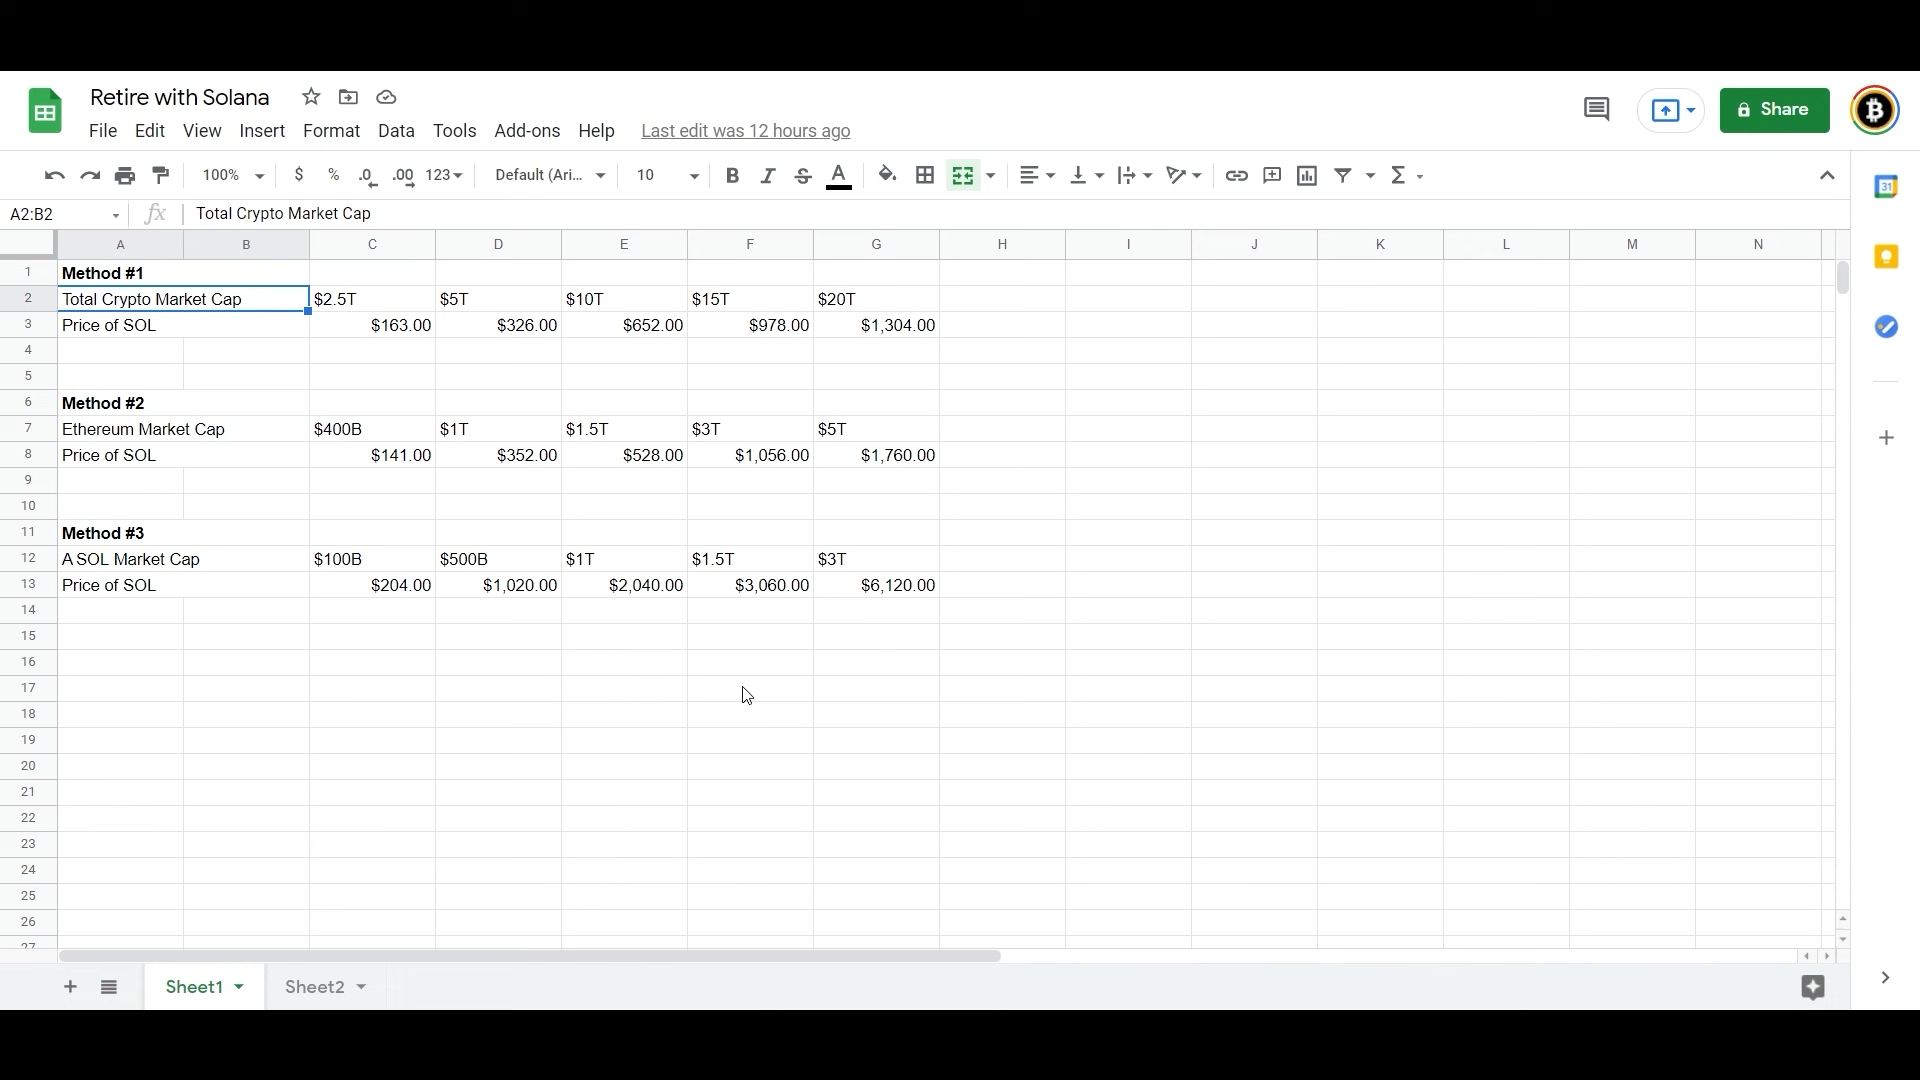 Retire with Solana
File Edit View Insert Format Data Tools Add-ons Help Last edit was 12 hours ago
Share
100% $ % .0 .00 123 Default (Ari... 10 B I S A
A2:B2 fx Total Crypto Market Cap
31
A B C D E F G H I J K L M N
1 Method #1
2 Total Crypto Market Cap $2.5T $5T $10T $15T $20T
3 Price of SOL $163.00 $326.00 $652.00 $978.00 $1,304.00
4
5
6 Method #2
7 Ethereum Market Cap $400B $1T $1.5T $3T $5T
8 Price of SOL $141.00 $352.00 $528.00 $1,056.00 $1,760.00
9
10
11 Method #3
12 A SOL Market Cap $100B $500B $1T $1.5T $3T
13 Price of SOL $204.00 $1,020.00 $2,040.00 $3,060.00 $6,120.00
14
15
16
17
18
19
20
21
22
23
24
25
26
27
Sheet1 Sheet2